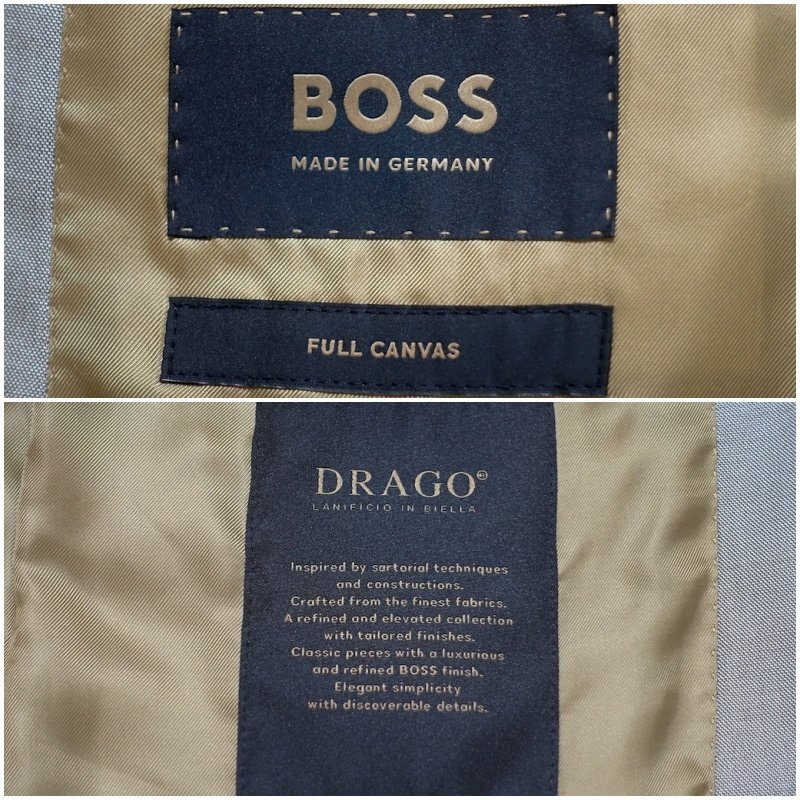 BOSS
MADE IN GERMANY
FULL CANVAS
DRAGO®
LANIFICIO IN BIELLA
Inspired by sartorial techniques
and constructions.
Crafted from the finest fabrics.
A refined and elevated collection
with tailored finishes.
Classic pieces with a luxurious
and refined BOSS finish.
Elegant simplicity
with discoverable details.